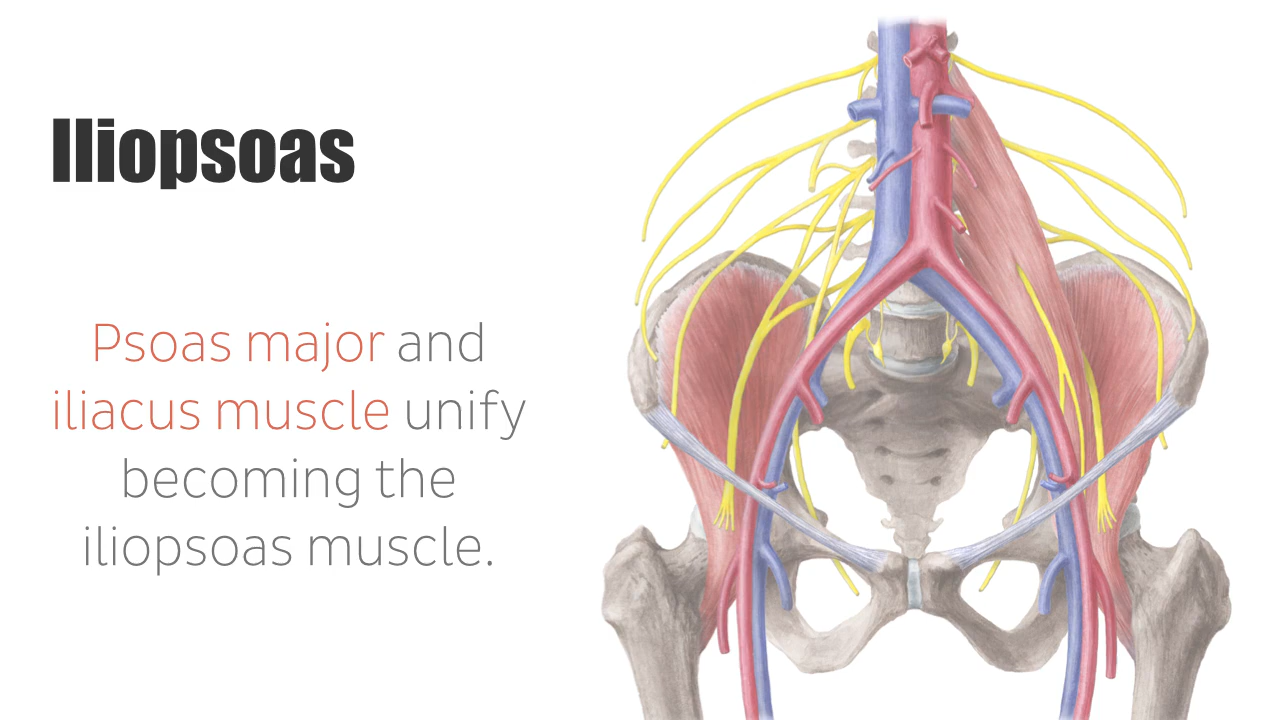 Iliopsoas
Psoas major and
iliacus muscle unify
becoming the
iliopsoas muscle.